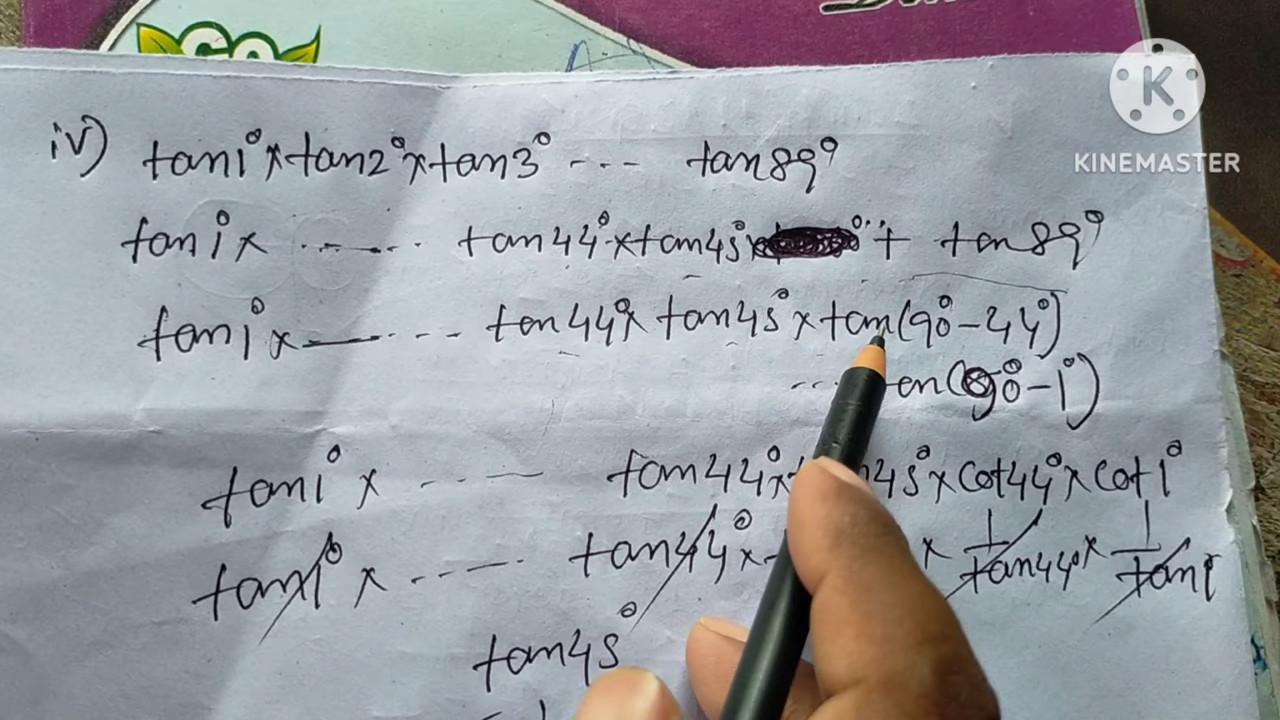 KINEMASTER
iv) tan1° x tan2° x tan3° --- tan89°
tan1° x ------- tan44° x tan45° x + tan89°
tan1° x ------ tan44° x tan45° x tan(90°-44°)
--- en(90°-1°)
tan1° x ---- tan44° x 45° x cot44° x cot1°
tan1° x ----- tan44° x x 1/tan44° x 1/tan1
tan45°